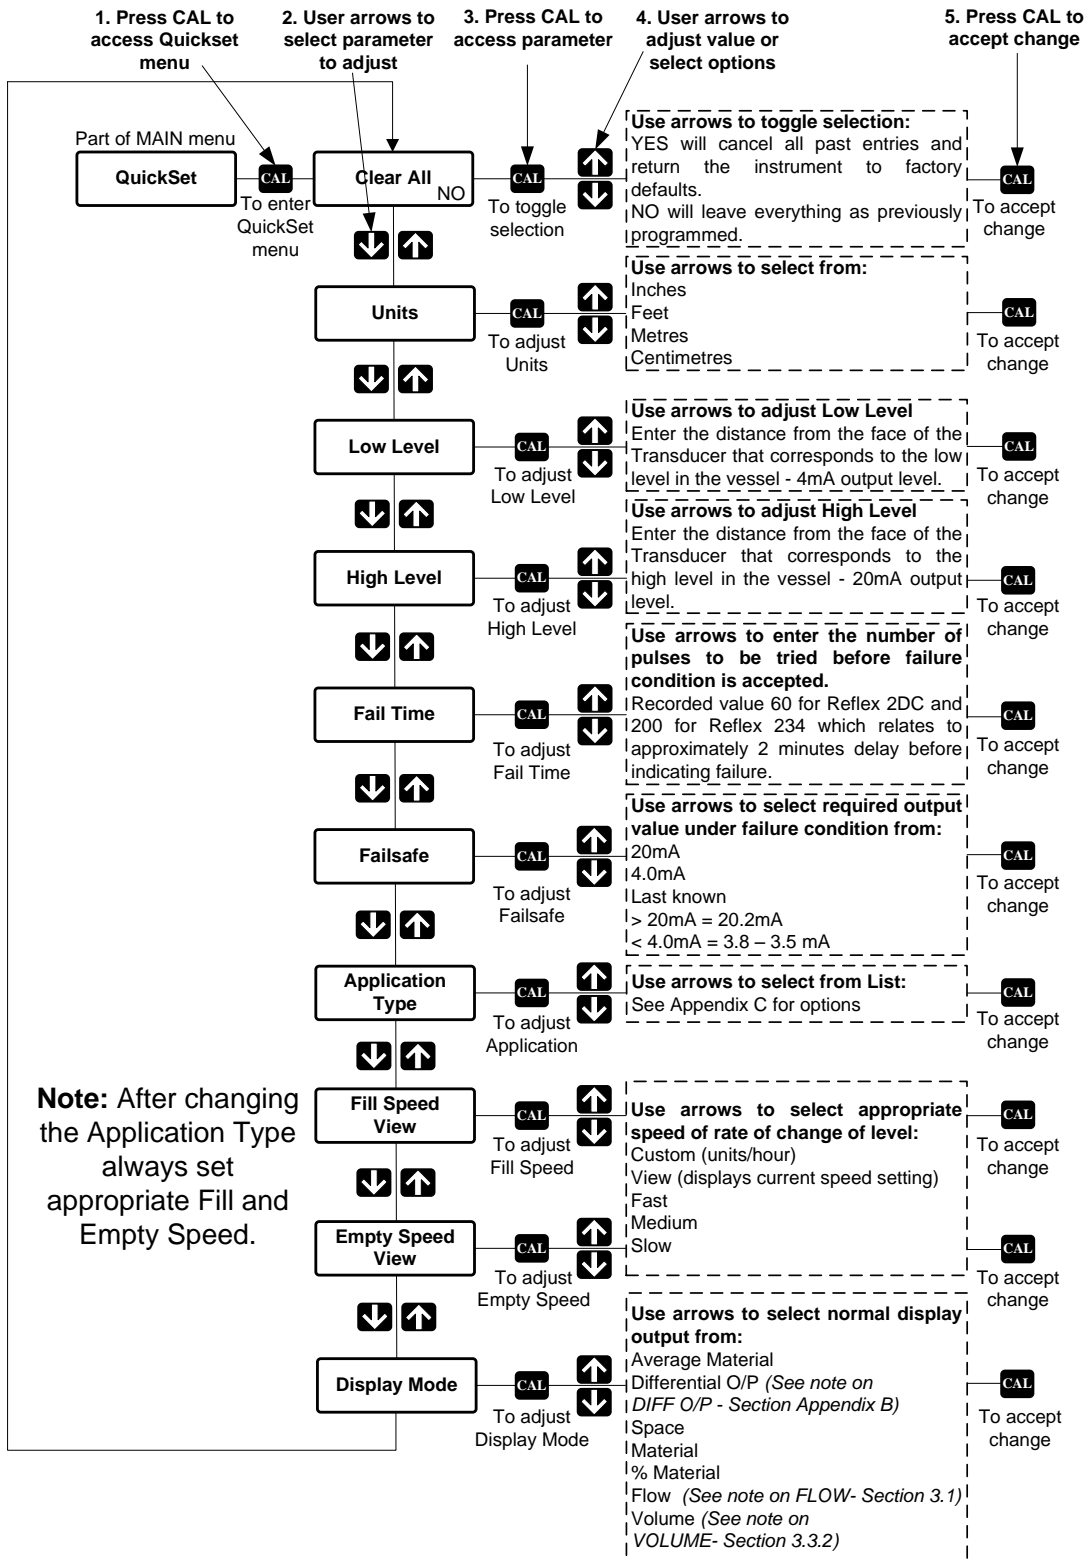 1. Press CAL to
access Quickset
menu
2. User arrows to
select parameter
to adjust
3. Press CAL to
access parameter
4. User arrows to
adjust value or
select options
5. Press CAL to
accept change
Part of MAIN menu
QuickSet
CAL
To enter
QuickSet
menu
Clear All
NO
CAL
To toggle
selection
Use arrows to toggle selection:
YES will cancel all past entries and
return the instrument to factory
defaults.
NO will leave everything as previously
programmed.
CAL
To accept
change
Units
CAL
To adjust
Units
Use arrows to select from:
Inches
Feet
Metres
Centimetres
CAL
To accept
change
Low Level
CAL
To adjust
Low Level
Use arrows to adjust Low Level
Enter the distance from the face of the
Transducer that corresponds to the low
level in the vessel - 4mA output level.
CAL
To accept
change
High Level
CAL
To adjust
High Level
Use arrows to adjust High Level
Enter the distance from the face of the
Transducer that corresponds to the
high level in the vessel - 20mA output
level.
CAL
To accept
change
Fail Time
CAL
To adjust
Fail Time
Use arrows to enter the number of
pulses to be tried before failure
condition is accepted.
Recorded value 60 for Reflex 2DC and
200 for Reflex 234 which relates to
approximately 2 minutes delay before
indicating failure.
CAL
To accept
change
Failsafe
CAL
To adjust
Failsafe
Use arrows to select required output
value under failure condition from:
20mA
4.0mA
Last known
> 20mA = 20.2mA
< 4.0mA = 3.8 – 3.5 mA
CAL
To accept
change
Application
Type
CAL
To adjust
Application
Use arrows to select from List:
See Appendix C for options
CAL
To accept
change
Note: After changing
the Application Type
always set
appropriate Fill and
Empty Speed.
Fill Speed
View
CAL
To adjust
Fill Speed
Use arrows to select appropriate
speed of rate of change of level:
Custom (units/hour)
View (displays current speed setting)
Fast
Medium
Slow
CAL
To accept
change
Empty Speed
View
CAL
To adjust
Empty Speed
CAL
To accept
change
Display Mode
CAL
To adjust
Display Mode
Use arrows to select normal display
output from:
Average Material
Differential O/P (See note on
DIFF O/P - Section Appendix B)
Space
Material
% Material
Flow (See note on FLOW- Section 3.1)
Volume (See note on
VOLUME- Section 3.3.2)
CAL
To accept
change